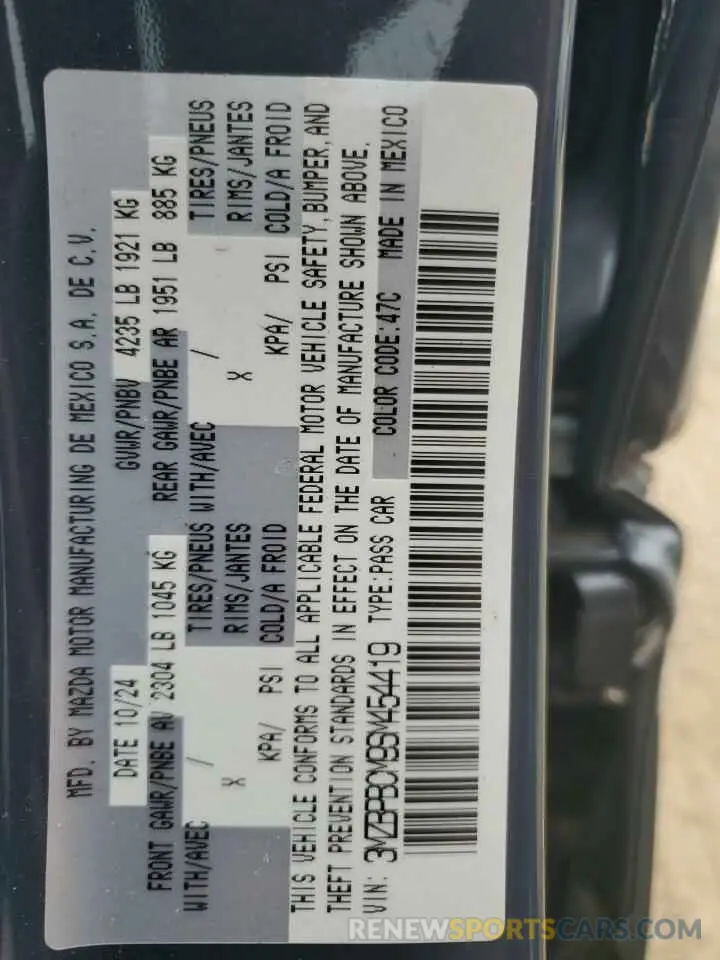 MFD. BY MAZDA MOTOR MANUFACTURING DE MEXICO S.A. DE C.V.
DATE 10/24 GVWR/PNBV 4235 LB 1921 KG
FRONT GAWR/PNBE AV 2304 LB 1045 KG REAR GAWR/PNBE AR 1951 LB 885 KG
WITH/AVEC / TIRES/PNEUS WITH/AVEC / TIRES/PNEUS
X RIMS/JANTES X RIMS/JANTES
KPA/ PSI COLD/A FROID KPA/ PSI COLD/A FROID
THIS VEHICLE CONFORMS TO ALL APPLICABLE FEDERAL MOTOR VEHICLE SAFETY, BUMPER, AND
THEFT PREVENTION STANDARDS IN EFFECT ON THE DATE OF MANUFACTURE SHOWN ABOVE.
VIN: 3MZBPBCM9SM454419 TYPE:PASS CAR COLOR CODE:47C MADE IN MEXICO
RENEWSPORTSCARS.COM